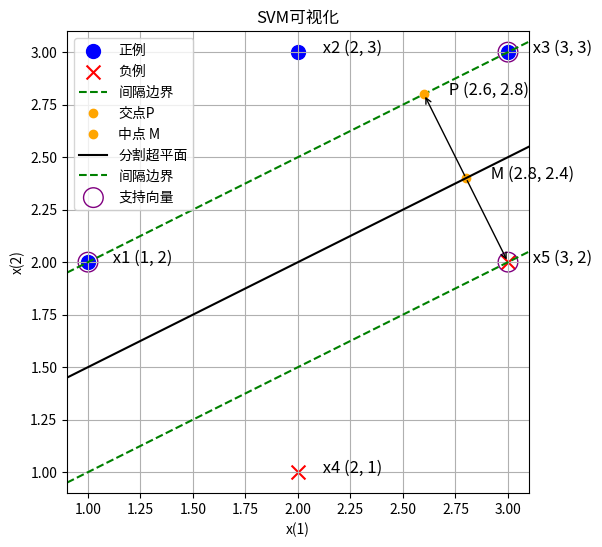 SVM可视化
正例
负例
间隔边界
交点P
中点 M
分割超平面
间隔边界
支持向量
x2 (2, 3)
x3 (3, 3)
P (2.6, 2.8)
M (2.8, 2.4)
x1 (1, 2)
x5 (3, 2)
x4 (2, 1)
x(2)
3.00
2.75
2.50
2.25
2.00
1.75
1.50
1.25
1.00
1.00 1.25 1.50 1.75 2.00 2.25 2.50 2.75 3.00
x(1)